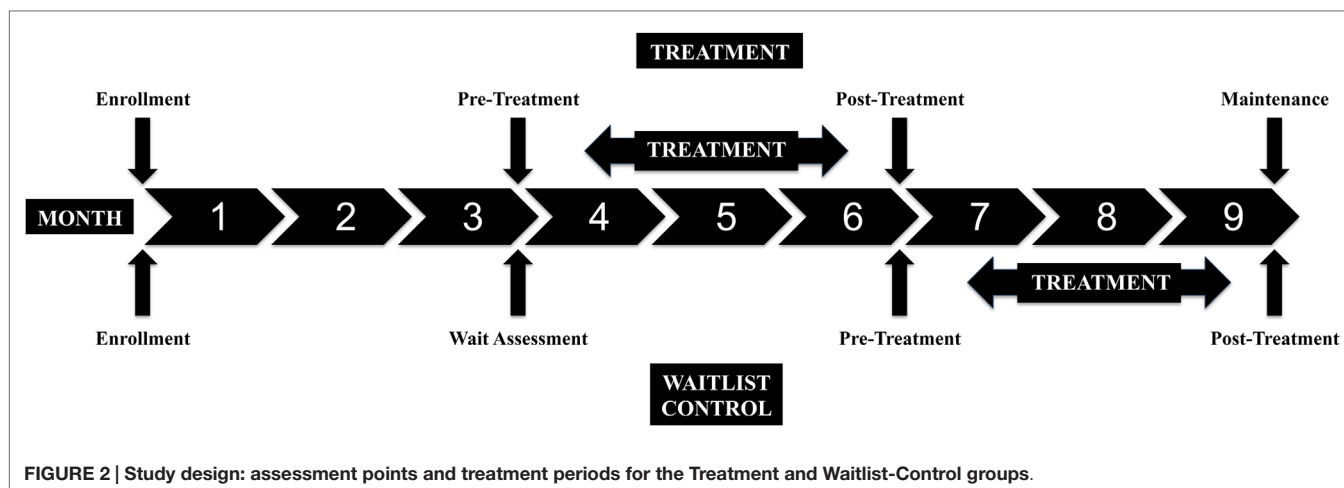 TREATMENT
Enrollment Pre-Treatment Post-Treatment Maintenance
TREATMENT
MONTH 1 2 3 4 5 6 7 8 9
TREATMENT
Enrollment Wait Assessment Pre-Treatment Post-Treatment
WAITLIST
CONTROL
FIGURE 2 | Study design: assessment points and treatment periods for the Treatment and Waitlist-Control groups.